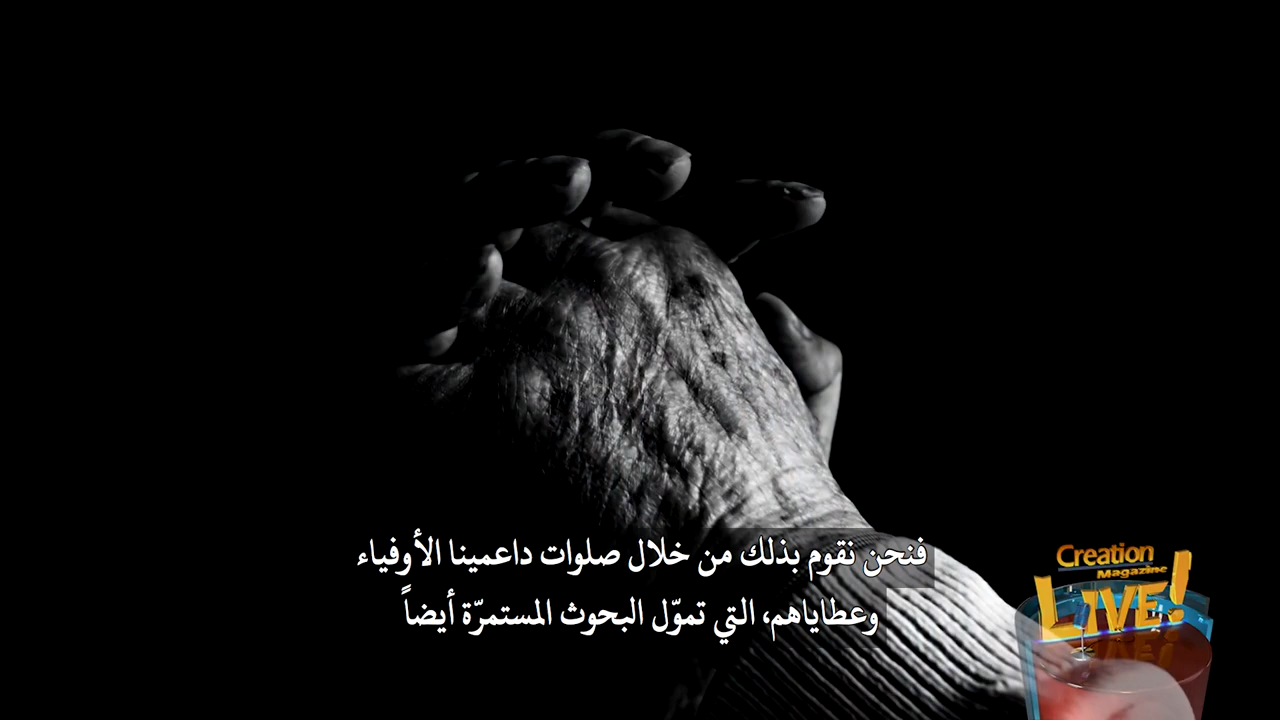 فنحن نقوم بذلك من خلال صلوات داعمينا الأوفياء
وعطاياهم، التي تموّل البحوث المستمرّة أيضاً
Creation
Magazine
LIVE!